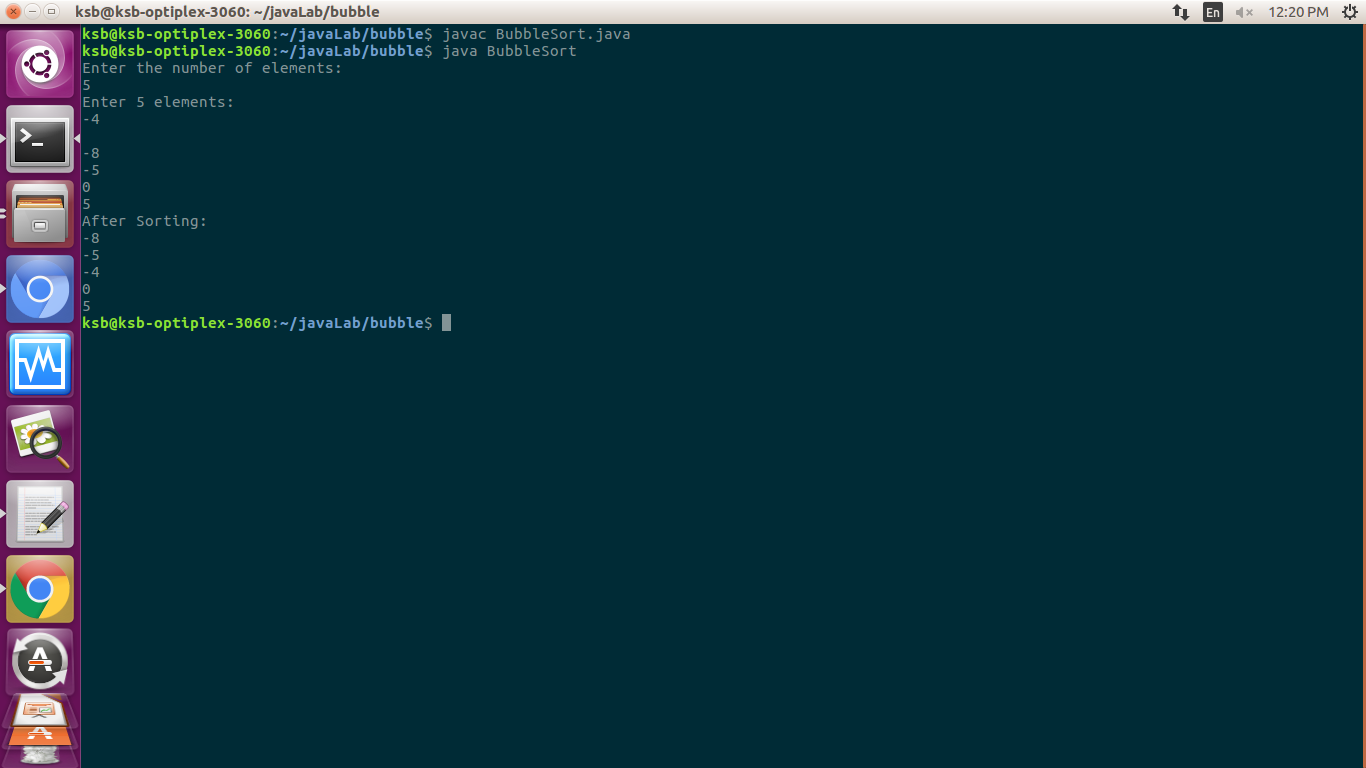 ksb@ksb-optiplex-3060: ~/javaLab/bubble
En
12:20 PM
ksb@ksb-optiplex-3060:~/javaLab/bubble$ javac BubbleSort.java
ksb@ksb-optiplex-3060:~/javaLab/bubble$ java BubbleSort
Enter the number of elements:
5
Enter 5 elements:
-4
-8
-5
0
5
After Sorting:
-8
-5
-4
0
5
ksb@ksb-optiplex-3060:~/javaLab/bubble$